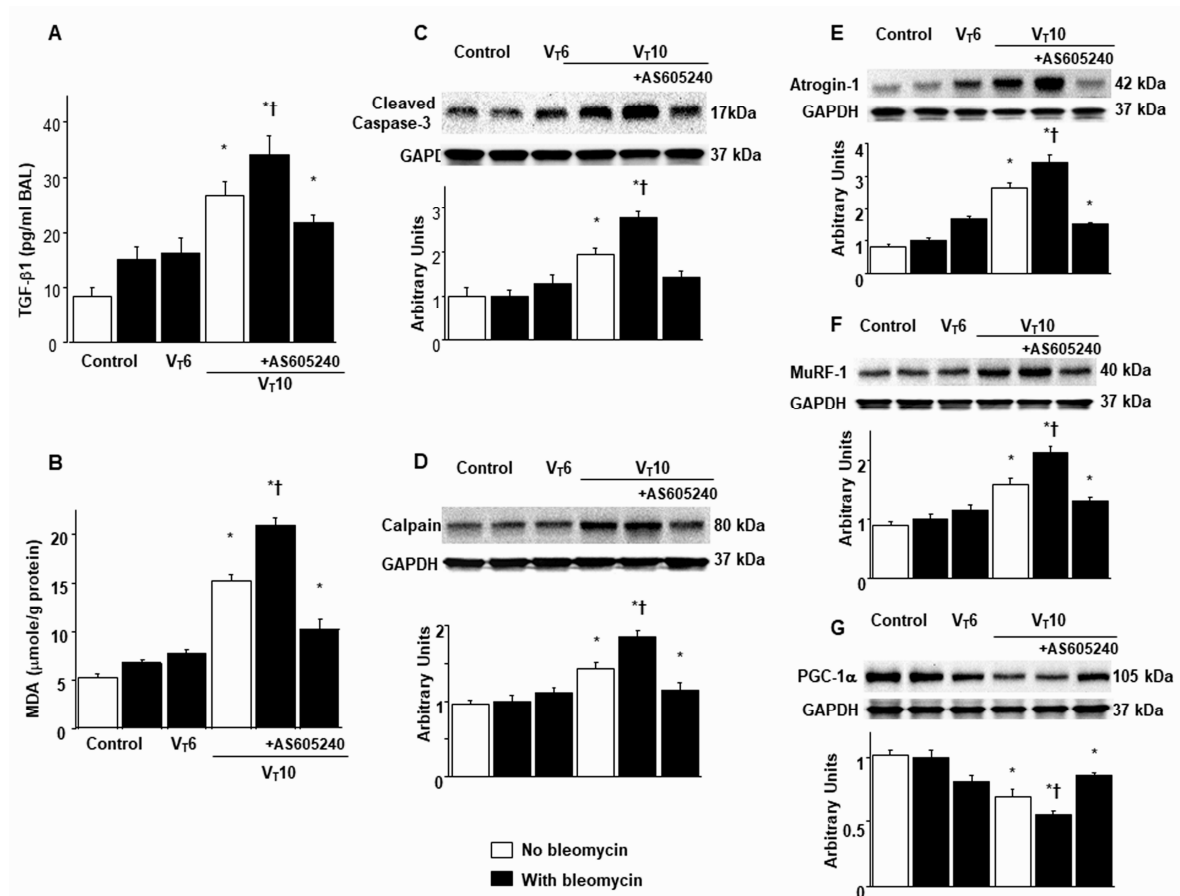 A
TGF-β1 (pg/ml BAL)
40
30
20
10
0
*
*†
*
Control VT6 +AS605240
VT10
B
MDA (μmole/g protein)
20
15
10
5
0
*
*†
*
Control VT6 +AS605240
VT10
C
Control VT6 VT10
+AS605240
Cleaved
Caspase-3
17kDa
GAPD 37 kDa
Arbitrary Units
3
2
1
0
*
*†
D
Control VT6 VT10
+AS605240
Calpain 80 kDa
GAPDH 37 kDa
Arbitrary Units
2
1
0
*
*†
*
No bleomycin
With bleomycin
E
Control VT6 VT10
+AS605240
Atrogin-1 42 kDa
GAPDH 37 kDa
Arbitrary Units
4
3
2
1
0
*
*†
*
F
Control VT6 VT10
+AS605240
MuRF-1 40 kDa
GAPDH 37 kDa
Arbitrary Units
2
1
0
*
*†
*
G
Control VT6 VT10
+AS605240
PGC-1α 105 kDa
GAPDH 37 kDa
Arbitrary Units
1
0.5
0
*
*†
*